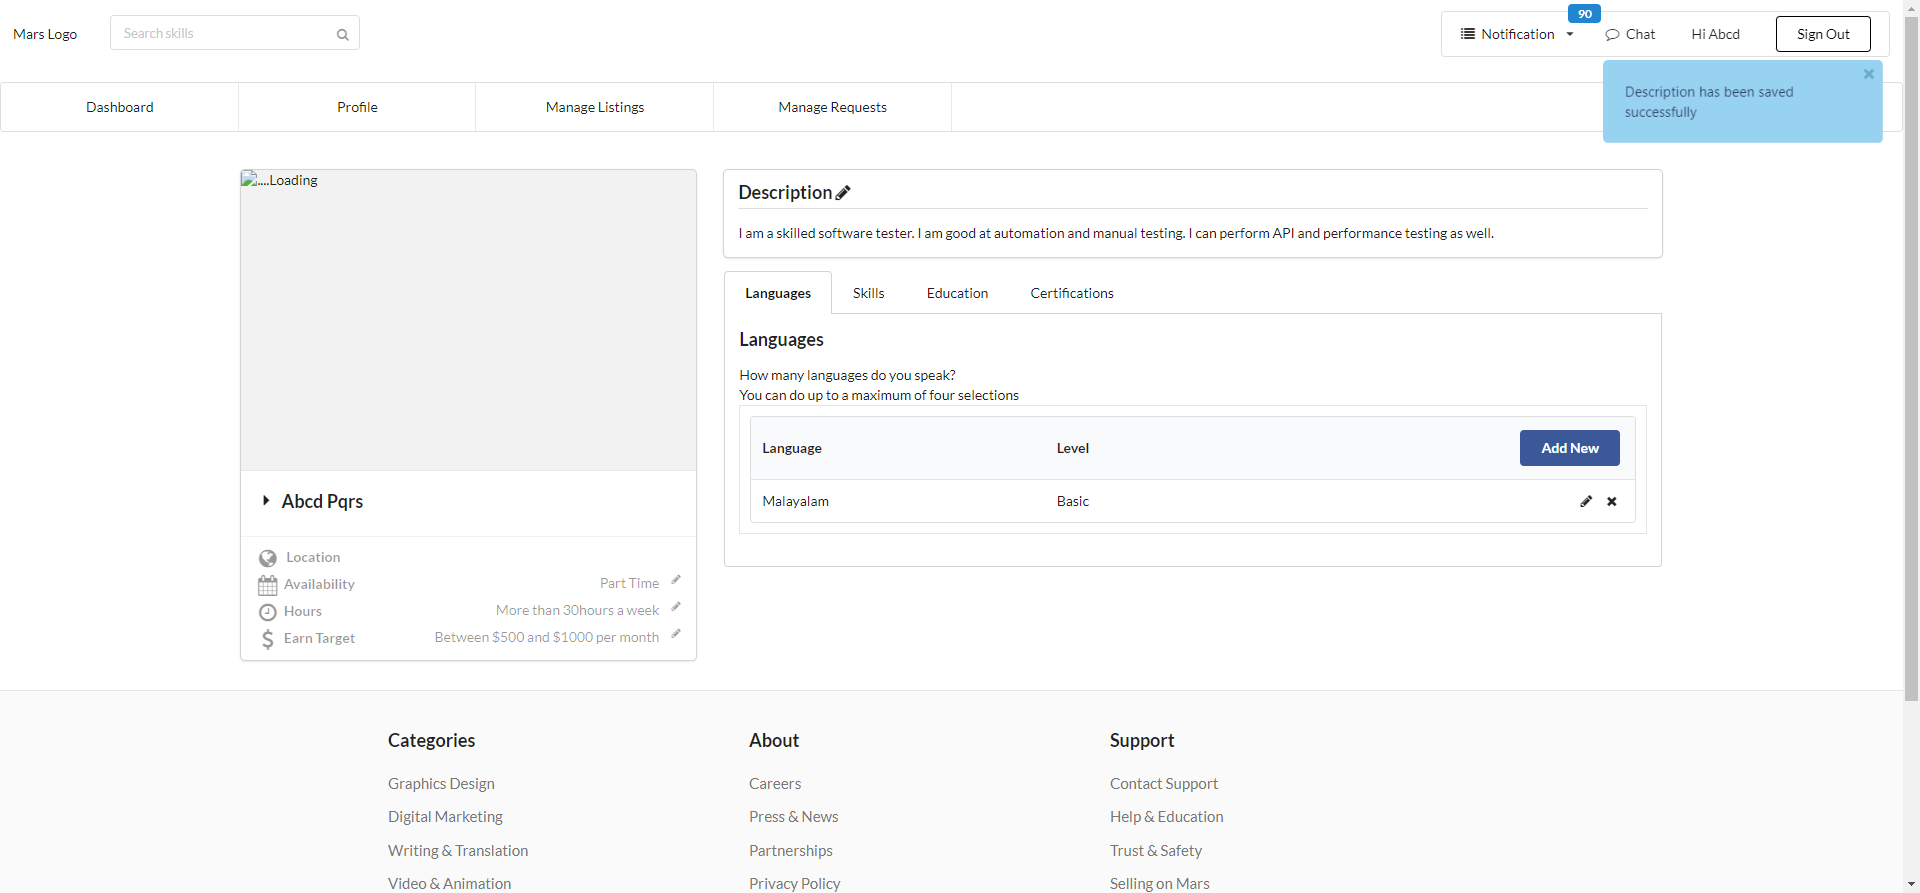 Mars Logo
Search skills
90
Notification
Chat
Hi Abcd
Sign Out
Dashboard
Profile
Manage Listings
Manage Requests
Description has been saved
successfully
....Loading
Abcd Pqrs
Location
Availability
Part Time
Hours
More than 30hours a week
Earn Target
Between $500 and $1000 per month
Description
I am a skilled software tester. I am good at automation and manual testing. I can perform API and performance testing as well.
Languages
Skills
Education
Certifications
Languages
How many languages do you speak?
You can do up to a maximum of four selections
Language
Level
Add New
Malayalam
Basic
Categories
Graphics Design
Digital Marketing
Writing & Translation
Video & Animation
About
Careers
Press & News
Partnerships
Privacy Policy
Support
Contact Support
Help & Education
Trust & Safety
Selling on Mars